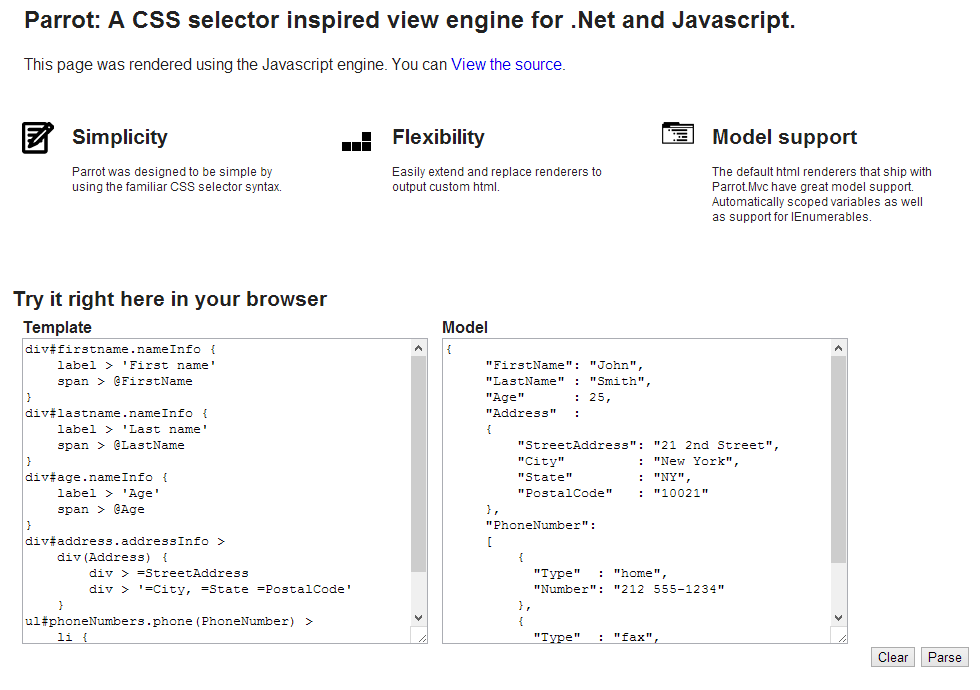 Parrot: A CSS selector inspired view engine for .Net and Javascript.
This page was rendered using the Javascript engine. You can View the source.
Simplicity
Parrot was designed to be simple by
using the familiar CSS selector syntax.
Flexibility
Easily extend and replace renderers to
output custom html.
Model support
The default html renderers that ship with
Parrot.Mvc have great model support.
Automatically scoped variables as well
as support for IEnumerables.
Try it right here in your browser
Template
div#firstname.nameInfo {
    label > 'First name'
    span > @FirstName
}
div#lastname.nameInfo {
    label > 'Last name'
    span > @LastName
}
div#age.nameInfo {
    label > 'Age'
    span > @Age
}
div#address.addressInfo >
    div(Address) {
        div > =StreetAddress
        div > '=City, =State =PostalCode'
    }
ul#phoneNumbers.phone(PhoneNumber) >
    li {
Model
{
     "FirstName": "John",
     "LastName" : "Smith",
     "Age"      : 25,
     "Address"  :
     {
         "StreetAddress": "21 2nd Street",
         "City"         : "New York",
         "State"        : "NY",
         "PostalCode"   : "10021"
     },
     "PhoneNumber":
     [
         {
           "Type"  : "home",
           "Number": "212 555-1234"
         },
         {
           "Type"  : "fax",
Clear
Parse